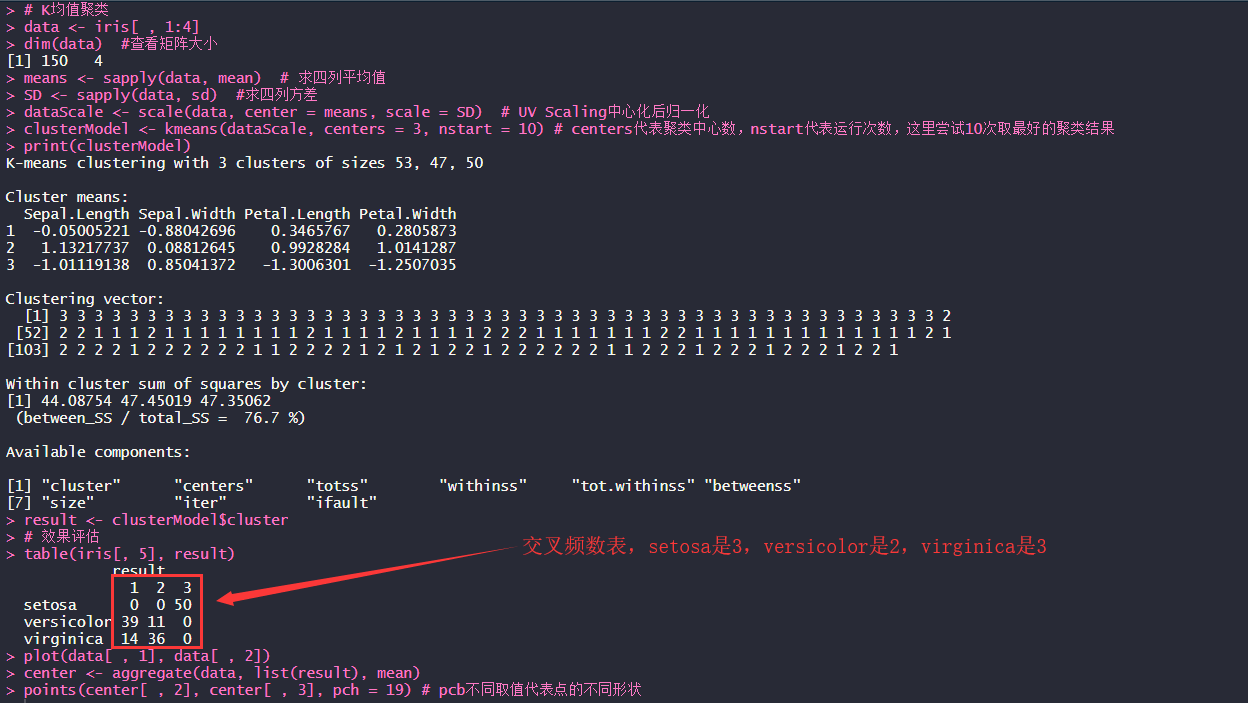 > # K均值聚类
> data <- iris[ , 1:4]
> dim(data)  #查看矩阵大小
[1] 150   4
> means <- sapply(data, mean)  # 求四列平均值
> SD <- sapply(data, sd)  #求四列方差
> dataScale <- scale(data, center = means, scale = SD)  # UV Scaling中心化后归一化
> clusterModel <- kmeans(dataScale, centers = 3, nstart = 10) # centers代表聚类中心数，nstart代表运行次数，这里尝试10次取最好的聚类结果
> print(clusterModel)
K-means clustering with 3 clusters of sizes 53, 47, 50
Cluster means:
  Sepal.Length Sepal.Width Petal.Length Petal.Width
1  -0.05005221 -0.88042696    0.3465767   0.2805873
2   1.13217737  0.08812645    0.9928284   1.0141287
3  -1.01119138  0.85041372   -1.3006301  -1.2507035
Clustering vector:
  [1] 3 3 3 3 3 3 3 3 3 3 3 3 3 3 3 3 3 3 3 3 3 3 3 3 3 3 3 3 3 3 3 3 3 3 3 3 3 3 3 3 3 3 3 3 3 3 3 3 3 3 2
 [52] 2 2 1 1 1 2 1 1 1 1 1 1 1 1 2 1 1 1 1 2 1 1 1 1 2 2 2 1 1 1 1 1 1 1 2 2 1 1 1 1 1 1 1 1 1 1 1 1 1 2 1
[103] 2 2 2 2 1 2 2 2 2 2 2 1 1 2 2 2 2 1 2 1 2 1 2 2 1 2 2 2 2 2 2 1 1 2 2 2 1 2 2 2 1 2 2 2 1 2 2 1
Within cluster sum of squares by cluster:
[1] 44.08754 47.45019 47.35062
 (between_SS / total_SS =  76.7 %)
Available components:
[1] "cluster"      "centers"      "totss"        "withinss"     "tot.withinss" "betweenss"
[7] "size"         "iter"         "ifault"
> result <- clusterModel$cluster
> # 效果评估
> table(iris[, 5], result)
交叉频数表，setosa是3，versicolor是2，virginica是3
            result
              1  2  3
  setosa      0  0 50
  versicolor 39 11  0
  virginica  14 36  0
> plot(data[ , 1], data[ , 2])
> center <- aggregate(data, list(result), mean)
> points(center[ , 2], center[ , 3], pch = 19) # pcb不同取值代表点的不同形状